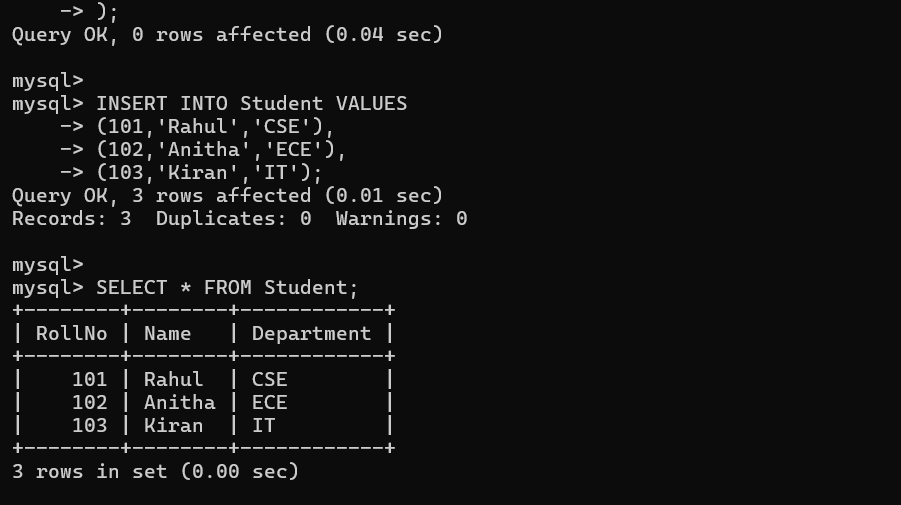 -> );
Query OK, 0 rows affected (0.04 sec)

mysql>
mysql> INSERT INTO Student VALUES
    -> (101,'Rahul','CSE'),
    -> (102,'Anitha','ECE'),
    -> (103,'Kiran','IT');
Query OK, 3 rows affected (0.01 sec)
Records: 3  Duplicates: 0  Warnings: 0

mysql>
mysql> SELECT * FROM Student;
+--------+--------+------------+
| RollNo | Name   | Department |
+--------+--------+------------+
|    101 | Rahul  | CSE        |
|    102 | Anitha | ECE        |
|    103 | Kiran  | IT         |
+--------+--------+------------+
3 rows in set (0.00 sec)